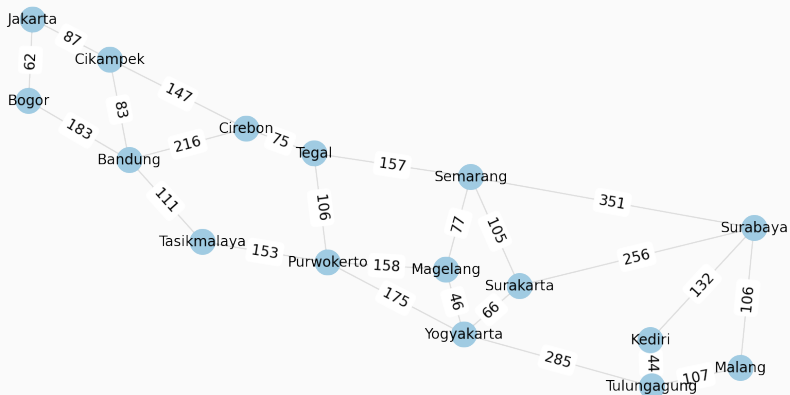 Jakarta
87
Cikampek
62
147
Bogor
83
183
Cirebon
216
75
Tegal
Bandung
157
Semarang
111
351
106
77
105
Surabaya
Tasikmalaya
153
Purwokerto
158
Magelang
256
Surakarta
175
46
66
132
106
Yogyakarta
285
Kediri
44
107
Malang
Tulungagung